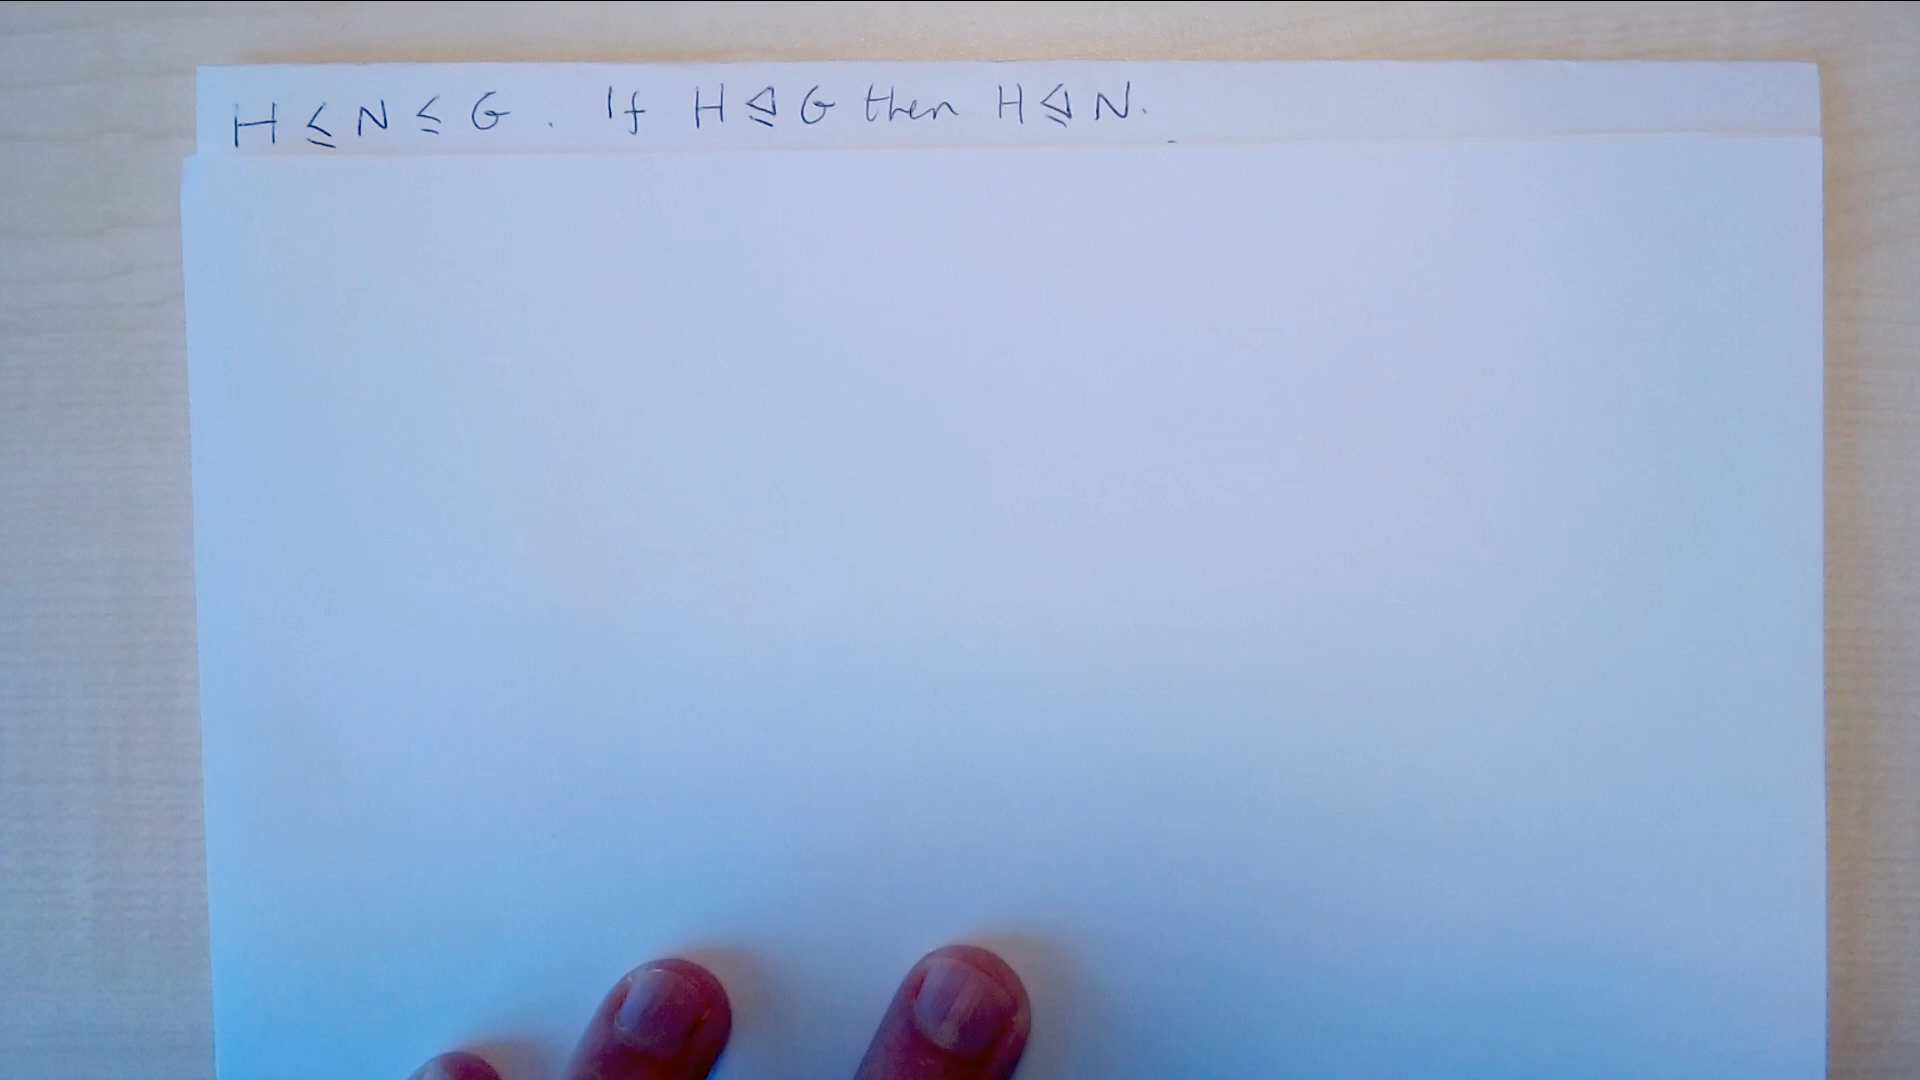 H ≤ N ≤ G. If H ⊴ G then H ⊴ N.